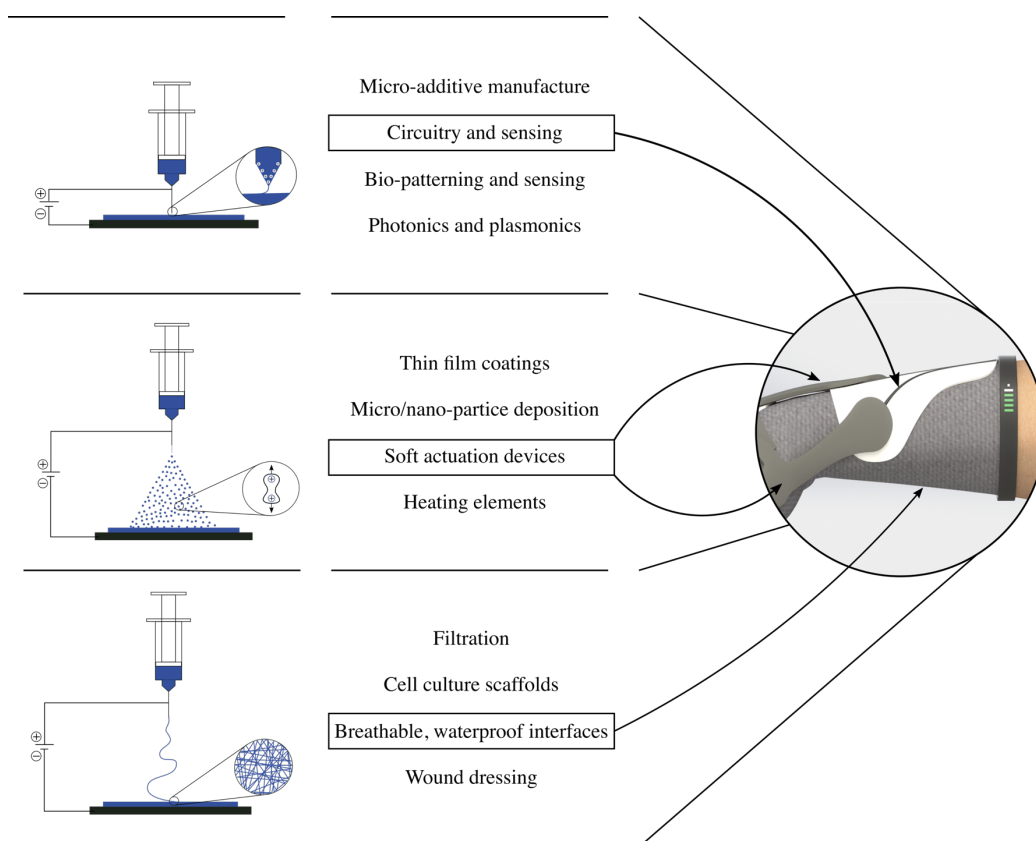 Micro-additive manufacture
Circuitry and sensing
Bio-patterning and sensing
Photonics and plasmonics
Thin film coatings
Micro/nano-partice deposition
Soft actuation devices
Heating elements
Filtration
Cell culture scaffolds
Breathable, waterproof interfaces
Wound dressing